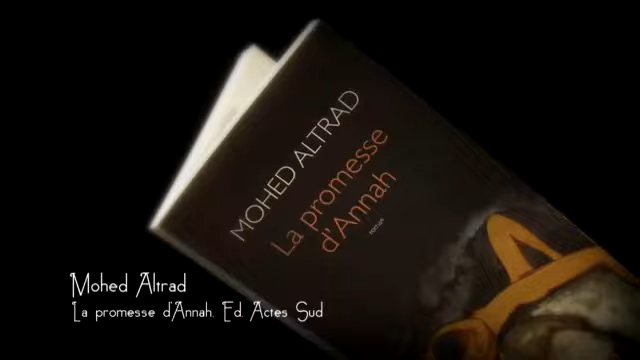 MOHED ALTRAD
La promesse
d'Annah
roman
Mohed Altrad
La promesse d'Annah. Ed. Actes Sud